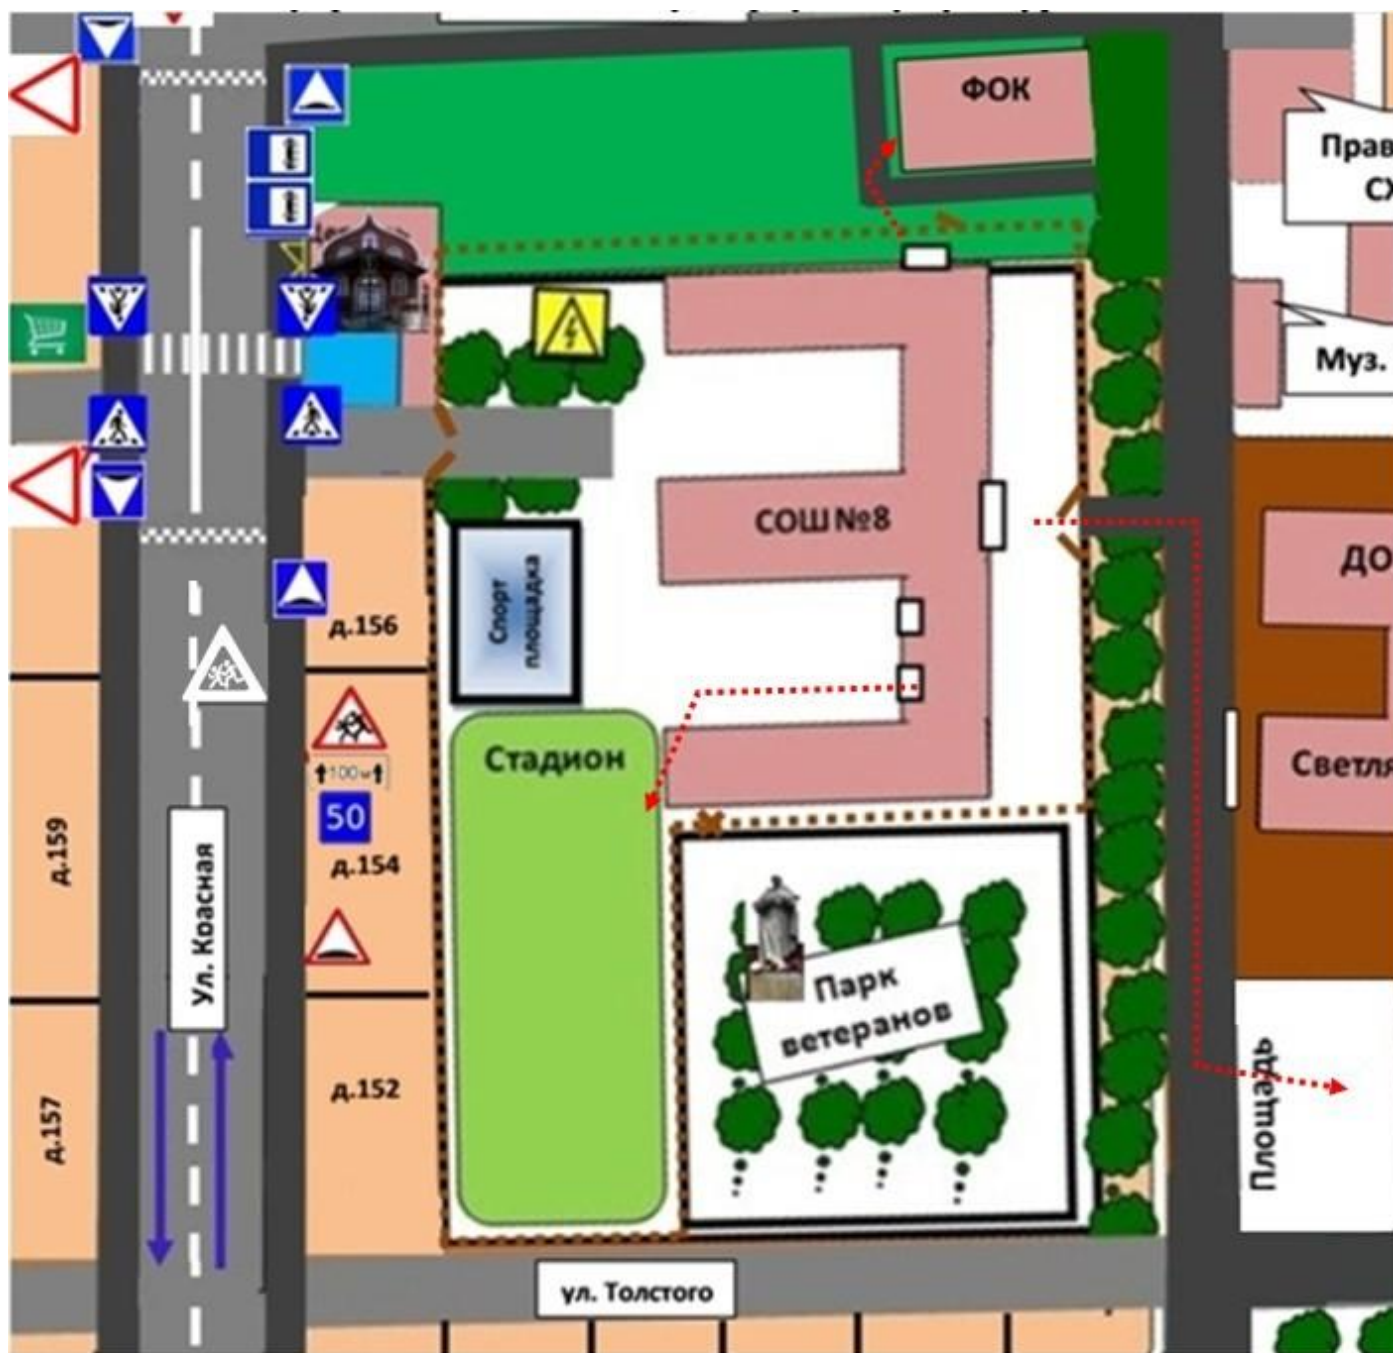 ФОК
Прав
СХ
Муз.
СОШ №8
ДО
Спорт
площадка
д.156
Стадион
Светля
100м
50
д.159
д.154
Ул. Коасная
Парк
ветеранов
д.152
д.157
Площадь
ул. Толстого